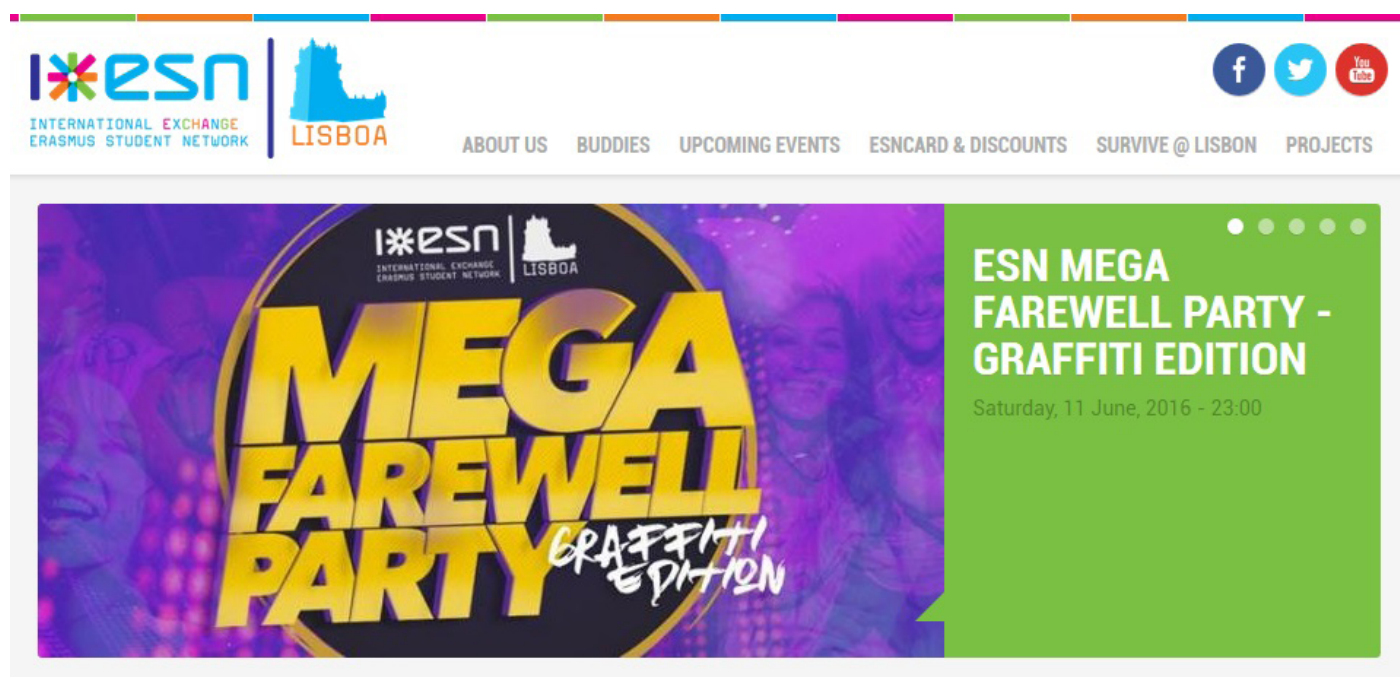 esn
INTERNATIONAL EXCHANGE
ERASMUS STUDENT NETWORK
LISBOA
f
You
Tube
ABOUT US BUDDIES UPCOMING EVENTS ESNCARD & DISCOUNTS SURVIVE @ LISBON PROJECTS
esn
INTERNATIONAL EXCHANGE
ERASMUS STUDENT NETWORK
LISBOA
MEGA
FAREWELL
PARTY
GRAFFITI
EDITION
ESN MEGA
FAREWELL PARTY -
GRAFFITI EDITION
Saturday, 11 June, 2016 - 23:00